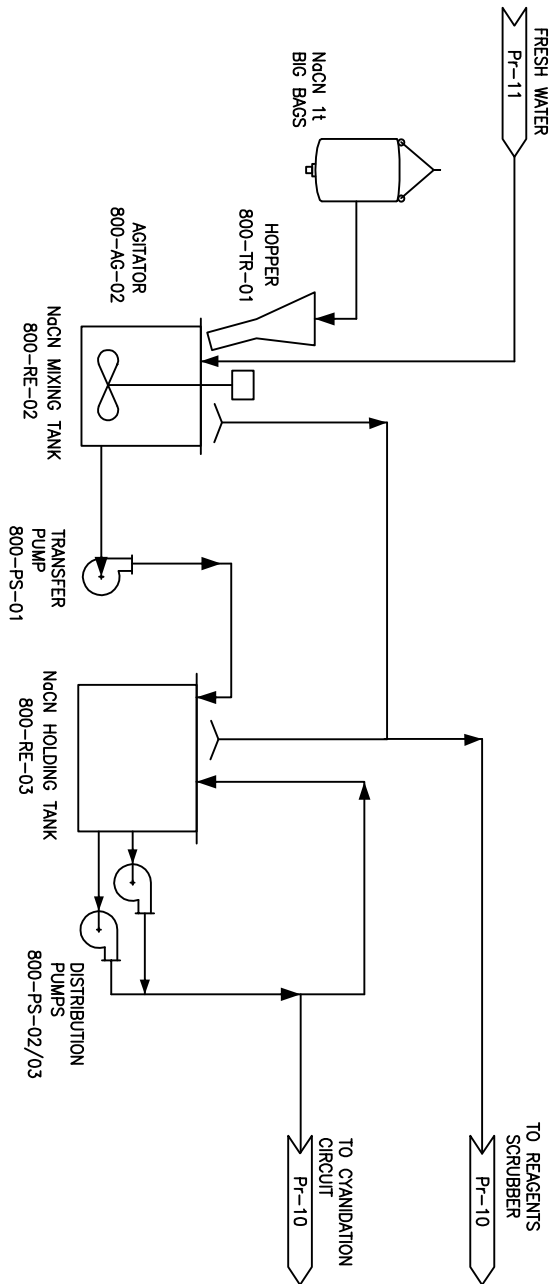 FRESH WATER
Pr-11
NaCN 1t
BIG BAGS
HOPPER
800-TR-01
AGITATOR
800-AG-02
NaCN MIXING TANK
800-RE-02
TRANSFER
PUMP
800-PS-01
NaCN HOLDING TANK
800-RE-03
DISTRIBUTION
PUMPS
800-PS-02/03
TO REAGENTS
SCRUBBER
Pr-10
TO CYANIDATION
CIRCUIT
Pr-10